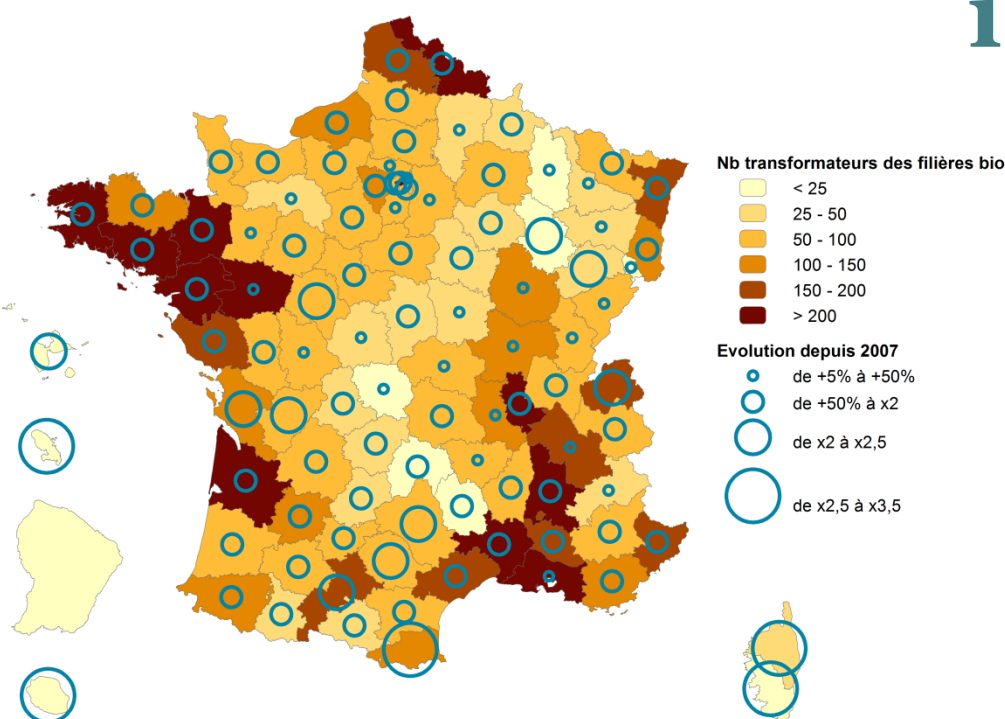 1
Nb transformateurs des filières bio
< 25
25 - 50
50 - 100
100 - 150
150 - 200
> 200
Evolution depuis 2007
de +5% à +50%
de +50% à x2
de x2 à x2,5
de x2,5 à x3,5